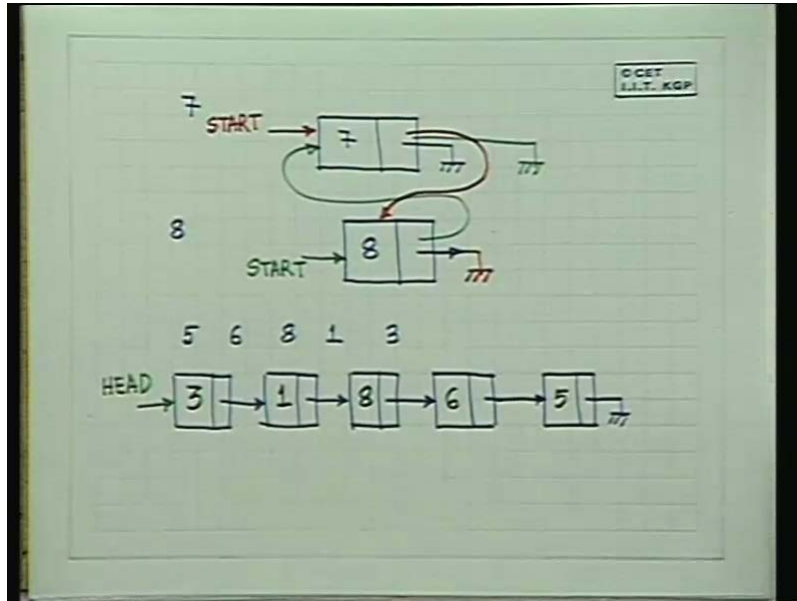 ©CET
I.I.T. KGP
7
START
7
8
8
START
5 6 8 1 3
HEAD 3 1 8 6 5